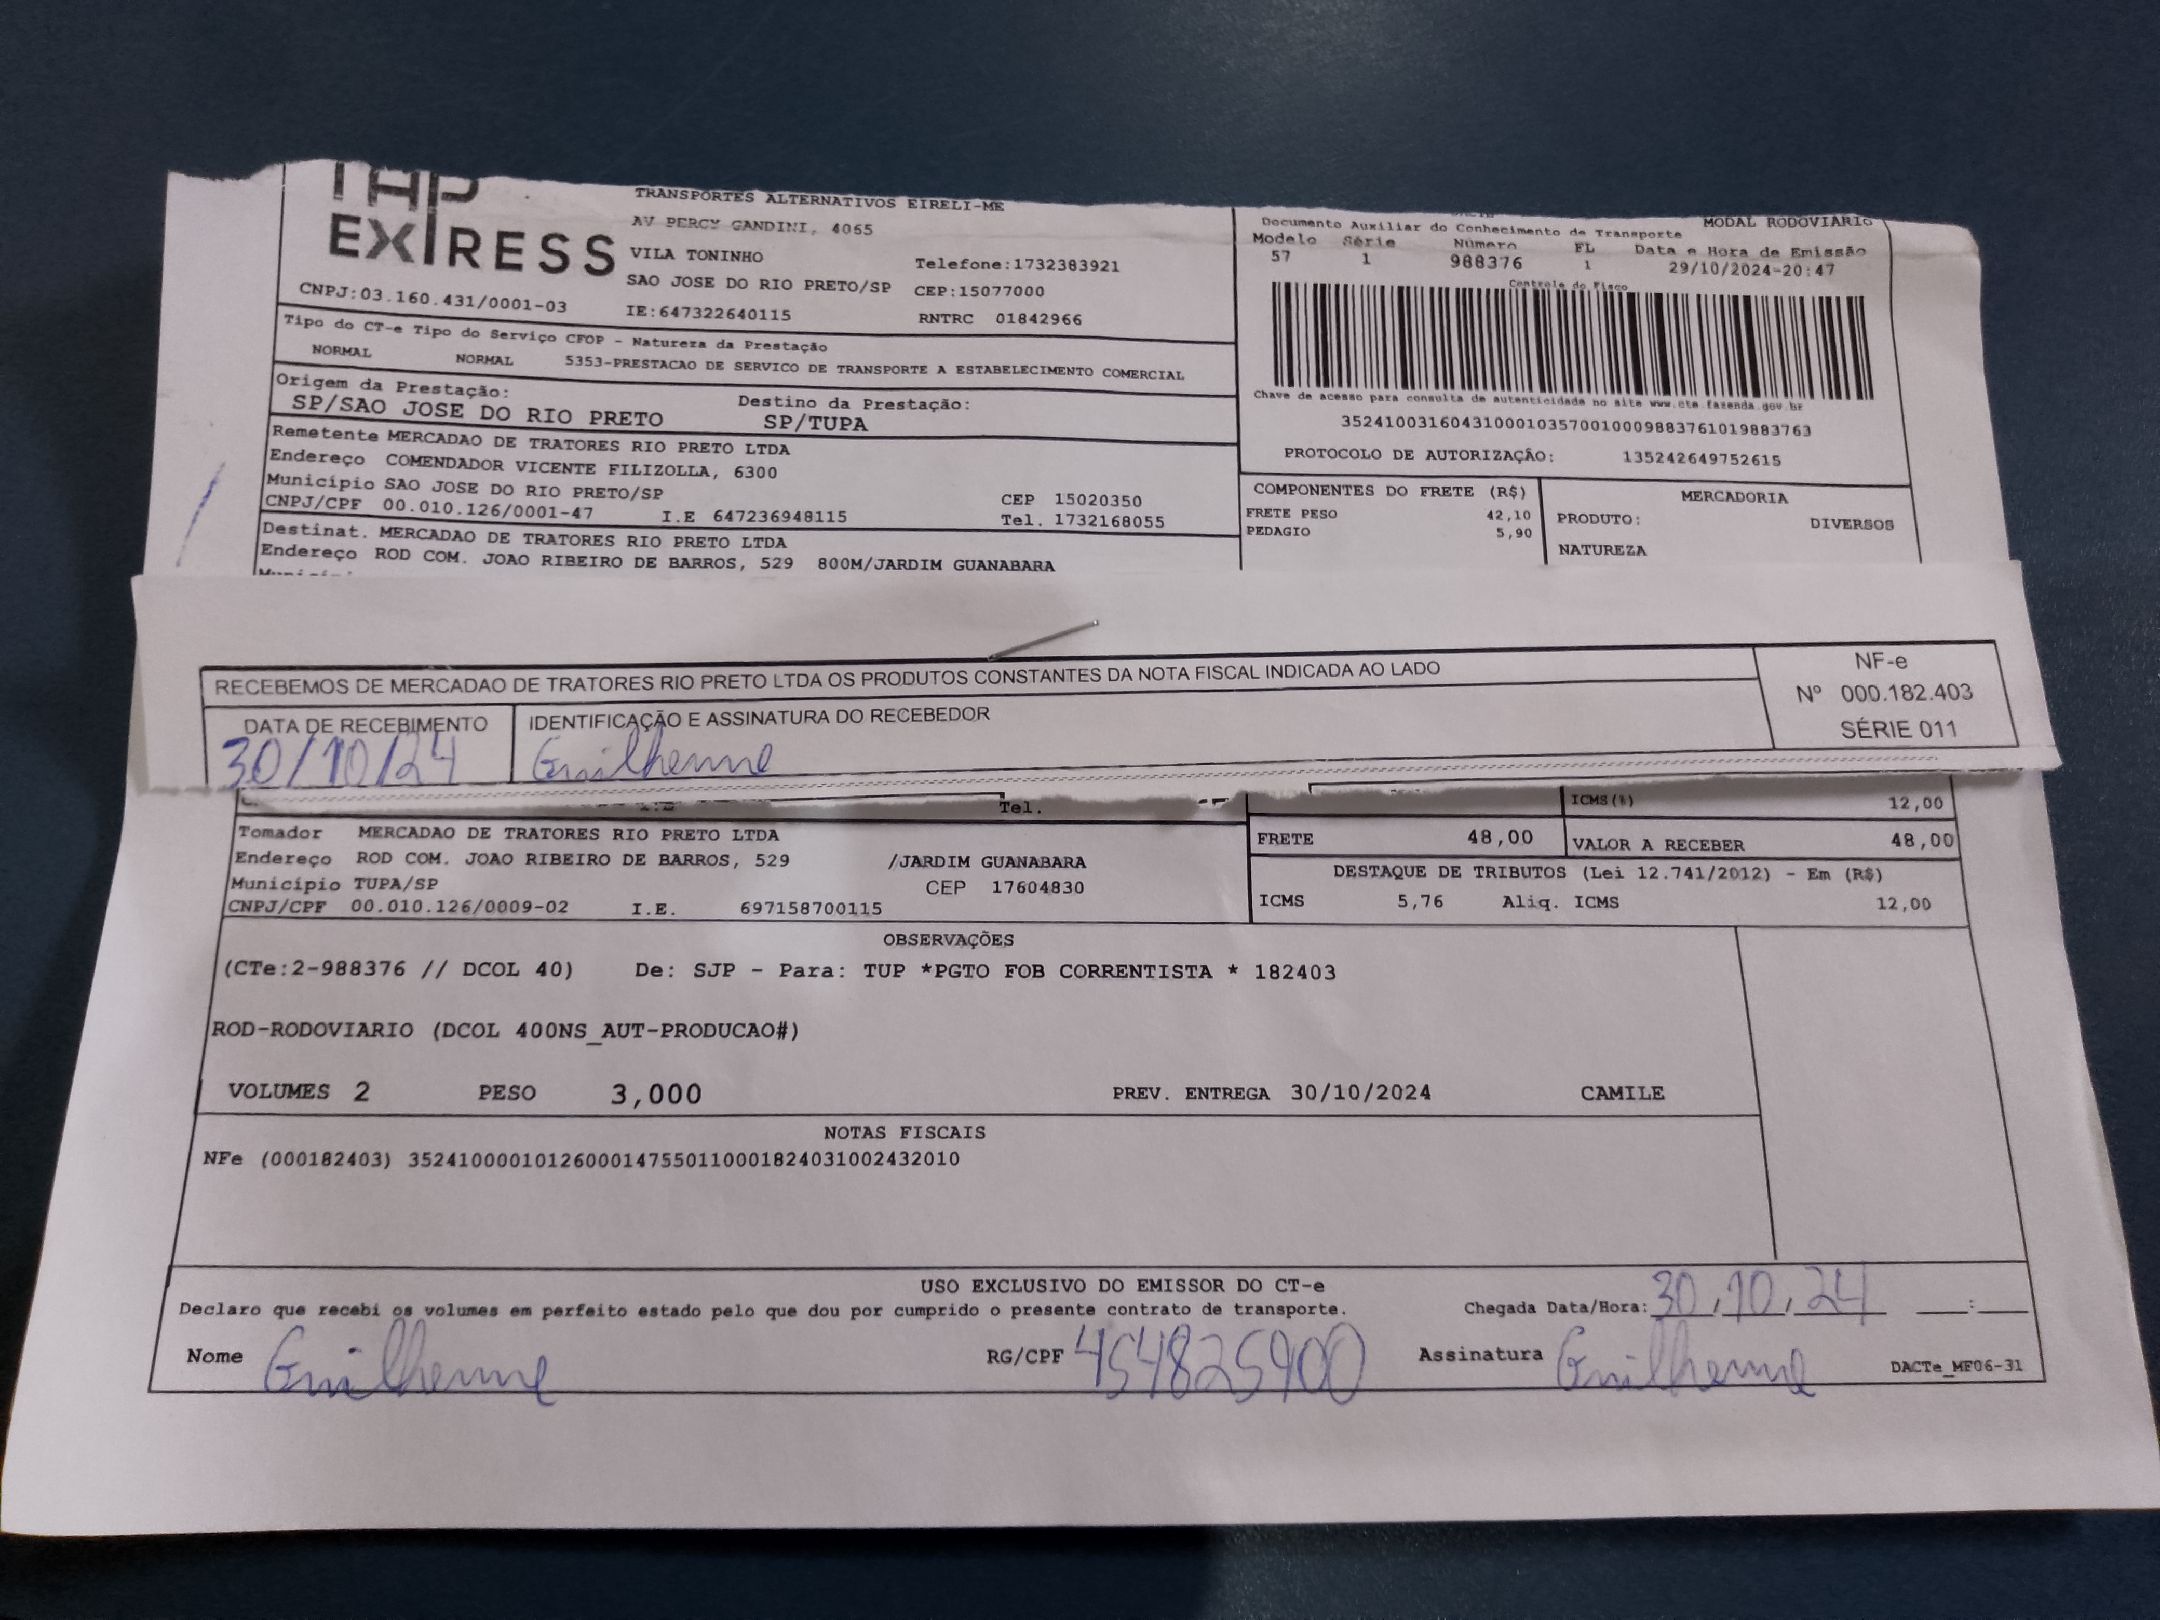 TAP
EXPRESS
TRANSPORTES ALTERNATIVOS EIRELI-ME
AV PERCY GANDINI, 4065
VILA TONINHO Telefone:1732383921
SAO JOSE DO RIO PRETO/SP CEP:15077000
CNPJ:03.160.431/0001-03 IE:647322640115 RNTRC 01842966
MODAL RODOVIARIO
Documento Auxiliar do Conhecimento de Transporte
Modelo Série Número FL Data e Hora de Emissão
57 1 988376 1 29/10/2024-20:47
Controle do Fisco
Chave de acesso para consulta de autenticidade no site www.cte.fazenda.gov.br
35241003160431000103570010009883761019883763
PROTOCOLO DE AUTORIZAÇÃO: 135242649752615
Tipo do CT-e Tipo do Serviço CFOP - Natureza da Prestação
NORMAL NORMAL 5353-PRESTACAO DE SERVICO DE TRANSPORTE A ESTABELECIMENTO COMERCIAL
Origem da Prestação: Destino da Prestação:
SP/SAO JOSE DO RIO PRETO SP/TUPA
Remetente MERCADAO DE TRATORES RIO PRETO LTDA
Endereço COMENDADOR VICENTE FILIZOLLA, 6300
Município SAO JOSE DO RIO PRETO/SP CEP 15020350
CNPJ/CPF 00.010.126/0001-47 I.E 647236948115 Tel. 1732168055
Destinat. MERCADAO DE TRATORES RIO PRETO LTDA
Endereço ROD COM. JOAO RIBEIRO DE BARROS, 529 800M/JARDIM GUANABARA
COMPONENTES DO FRETE (R$) MERCADORIA
FRETE PESO 42,10 PRODUTO: DIVERSOS
PEDAGIO 5,90 NATUREZA
RECEBEMOS DE MERCADAO DE TRATORES RIO PRETO LTDA OS PRODUTOS CONSTANTES DA NOTA FISCAL INDICADA AO LADO
NF-e
Nº 000.182.403
SÉRIE 011
DATA DE RECEBIMENTO IDENTIFICAÇÃO E ASSINATURA DO RECEBEDOR
30/10/24 Guilherme
Tel. ICMS(%) 12,00
Tomador MERCADAO DE TRATORES RIO PRETO LTDA
Endereço ROD COM. JOAO RIBEIRO DE BARROS, 529 /JARDIM GUANABARA
Município TUPA/SP CEP 17604830
CNPJ/CPF 00.010.126/0009-02 I.E. 697158700115
FRETE 48,00 VALOR A RECEBER 48,00
DESTAQUE DE TRIBUTOS (Lei 12.741/2012) - Em (R$)
ICMS 5,76 Aliq. ICMS 12,00
OBSERVAÇÕES
(CTe:2-988376 // DCOL 40) De: SJP - Para: TUP *PGTO FOB CORRENTISTA * 182403
ROD-RODOVIARIO (DCOL 400NS_AUT-PRODUCAO#)
VOLUMES 2 PESO 3,000 PREV. ENTREGA 30/10/2024 CAMILE
NOTAS FISCAIS
NFe (000182403) 35241000010126000147550110001824031002432010
USO EXCLUSIVO DO EMISSOR DO CT-e
Declaro que recebi os volumes em perfeito estado pelo que dou por cumprido o presente contrato de transporte. Chegada Data/Hora: 30,10,24 :
Nome Guilherme RG/CPF 454825900 Assinatura Guilherme DACTe_MF06-31